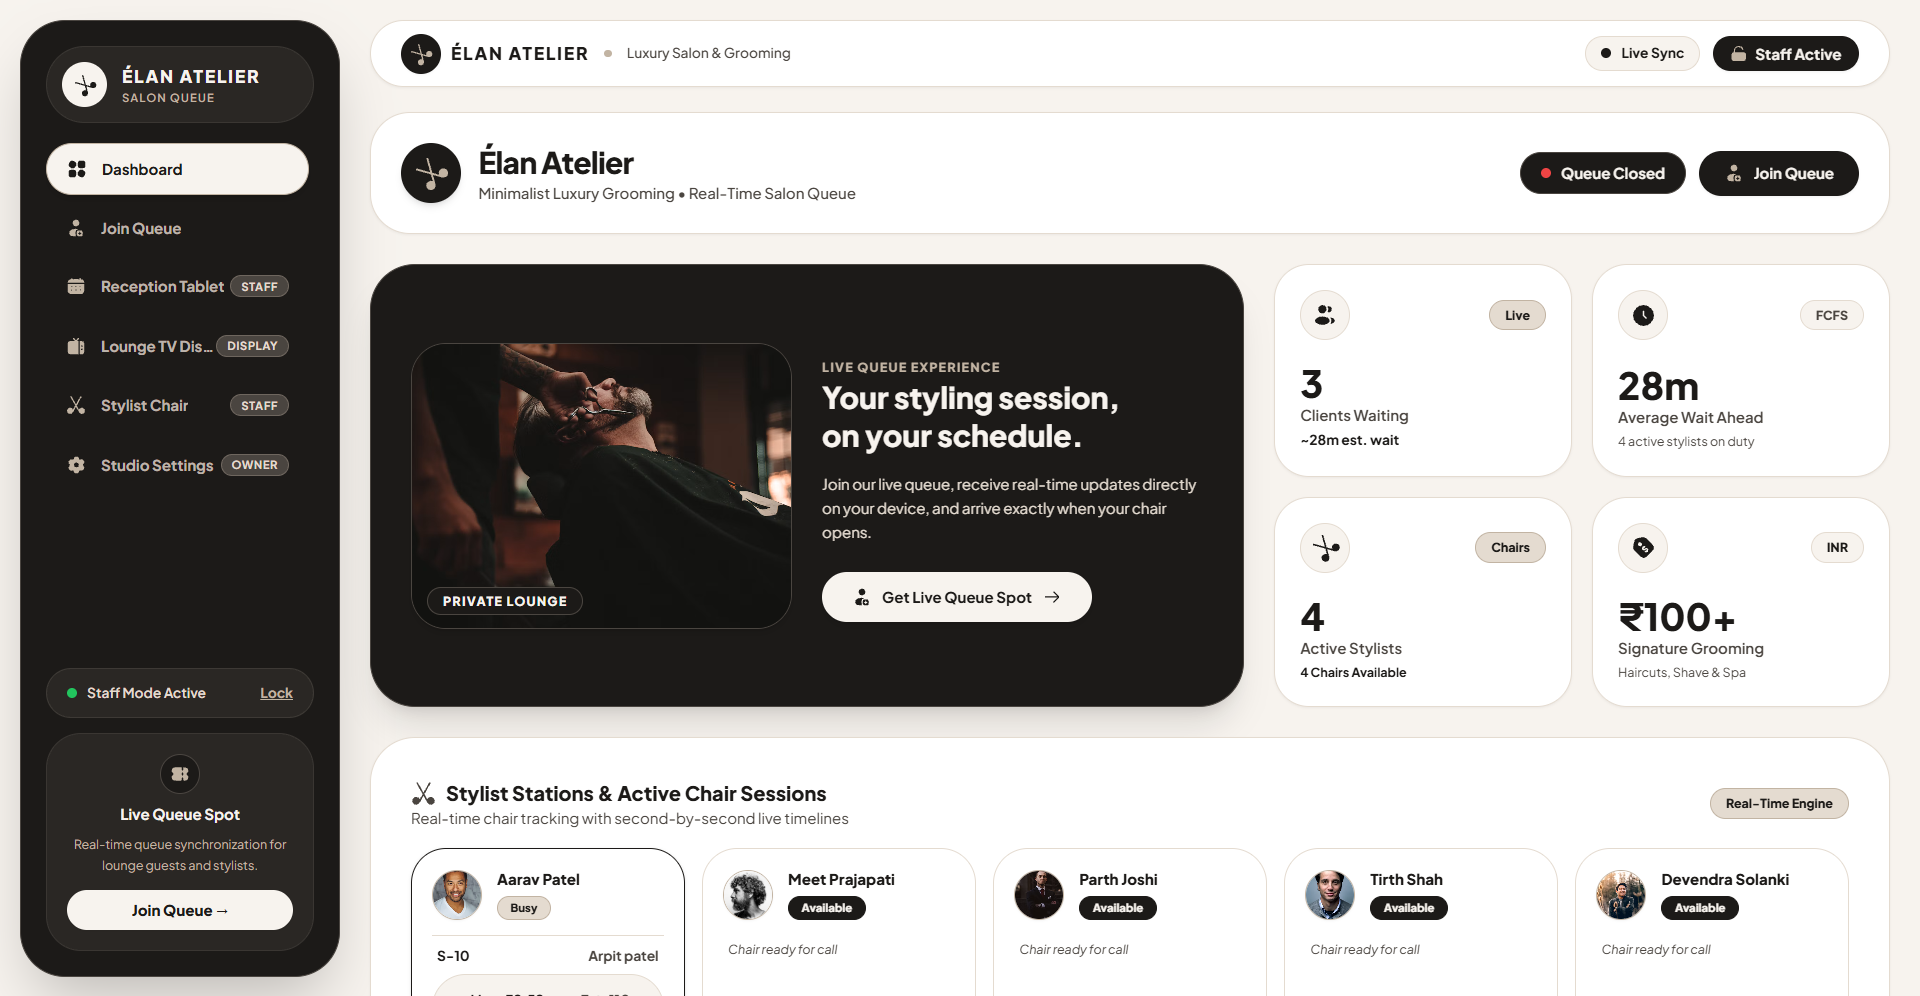 ÉLAN ATELIER
SALON QUEUE
Dashboard
Join Queue
Reception Tablet STAFF
Lounge TV Dis... DISPLAY
Stylist Chair STAFF
Studio Settings OWNER
Staff Mode Active Lock
Live Queue Spot
Real-time queue synchronization for
lounge guests and stylists.
Join Queue →
ÉLAN ATELIER • Luxury Salon & Grooming
Live Sync
Staff Active
Élan Atelier
Minimalist Luxury Grooming • Real-Time Salon Queue
Queue Closed
Join Queue
PRIVATE LOUNGE
LIVE QUEUE EXPERIENCE
Your styling session,
on your schedule.
Join our live queue, receive real-time updates directly
on your device, and arrive exactly when your chair
opens.
Get Live Queue Spot →
Live
3
Clients Waiting
~28m est. wait
FCFS
28m
Average Wait Ahead
4 active stylists on duty
Chairs
4
Active Stylists
4 Chairs Available
INR
₹100+
Signature Grooming
Haircuts, Shave & Spa
Stylist Stations & Active Chair Sessions
Real-time chair tracking with second-by-second live timelines
Real-Time Engine
Aarav Patel
Busy
S-10 Arpit patel
Meet Prajapati
Available
Chair ready for call
Parth Joshi
Available
Chair ready for call
Tirth Shah
Available
Chair ready for call
Devendra Solanki
Available
Chair ready for call